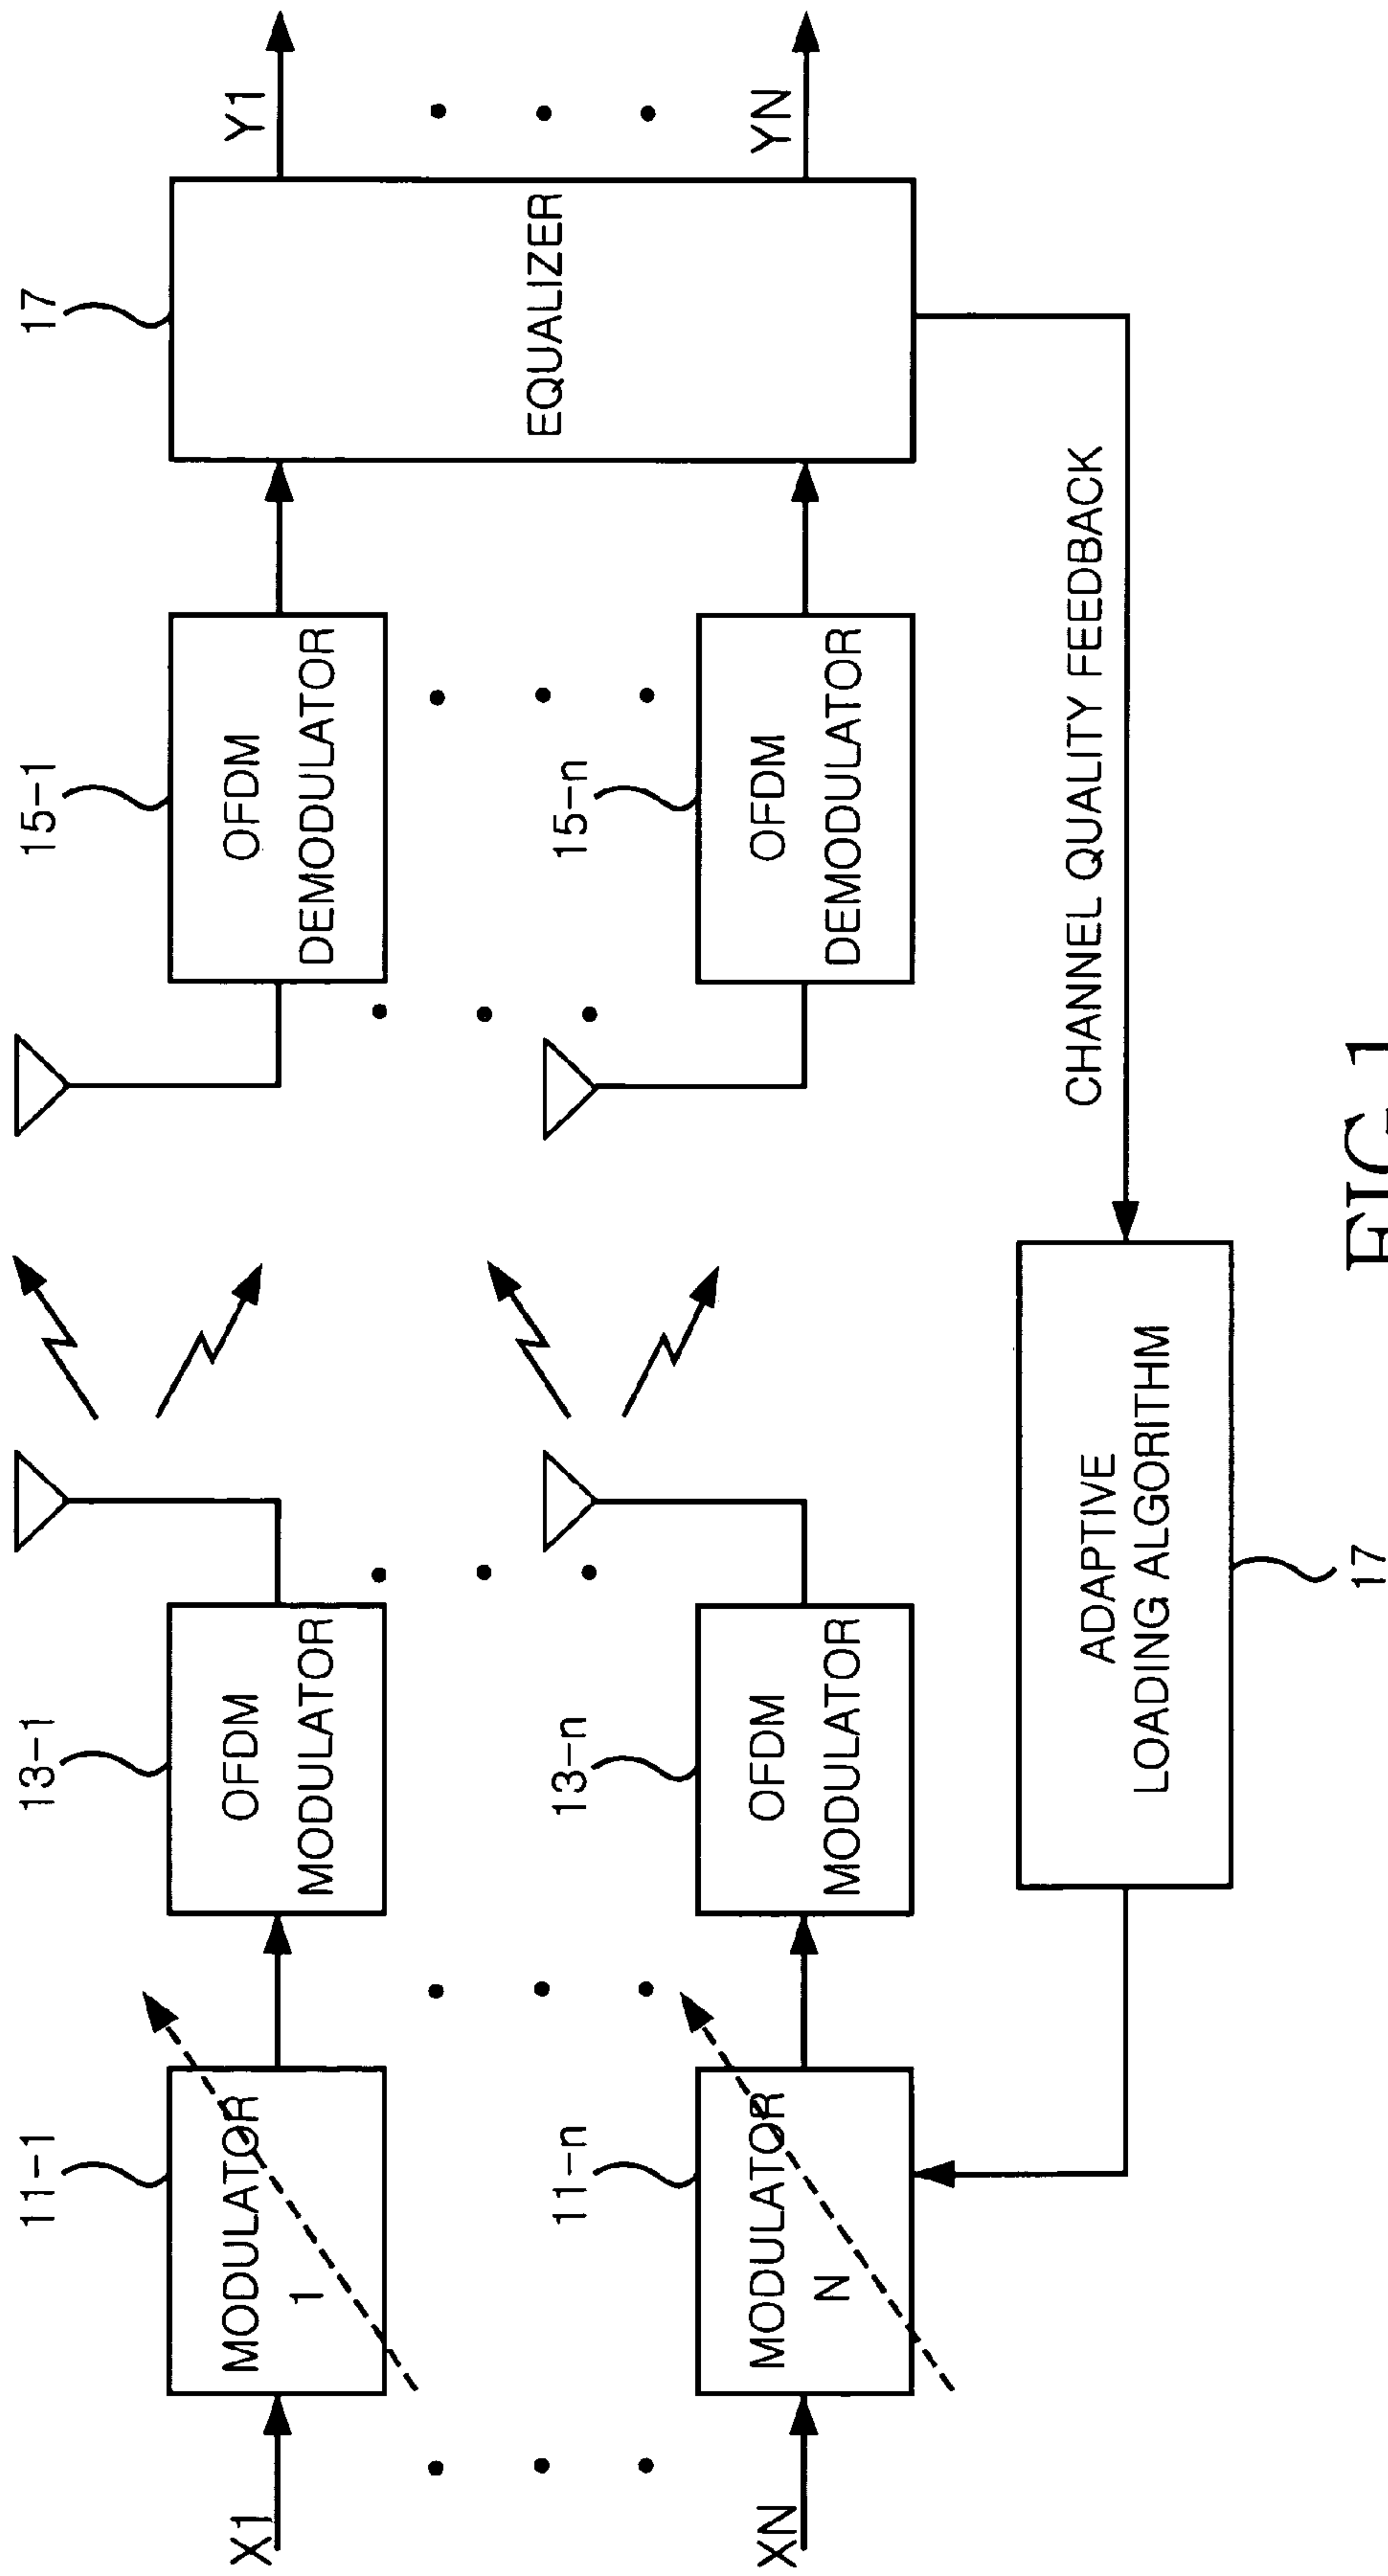 X1
11-1
MODULATOR
1
13-1
OFDM
MODULATOR
15-1
OFDM
DEMODULATOR
17
EQUALIZER
Y1
XN
11-n
MODULATOR
N
13-n
OFDM
MODULATOR
15-n
OFDM
DEMODULATOR
YN
CHANNEL QUALITY FEEDBACK
ADAPTIVE
LOADING ALGORITHM
17
FIG. 1